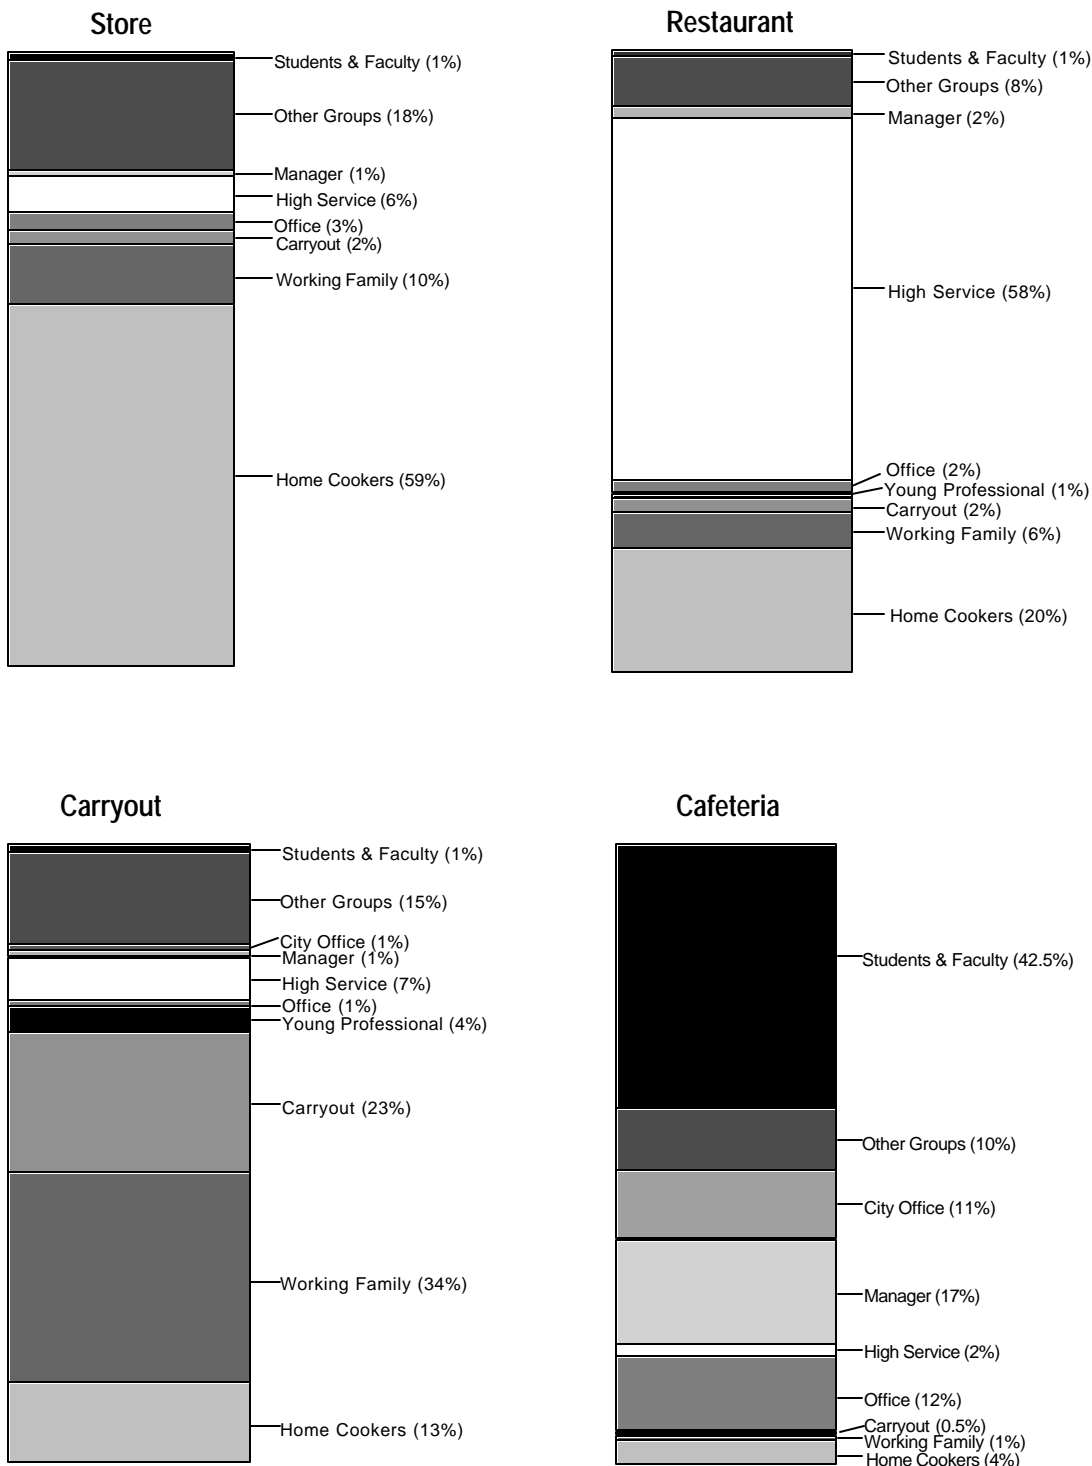 Store
Students & Faculty (1%)
Other Groups (18%)
Manager (1%)
High Service (6%)
Office (3%)
Carryout (2%)
Working Family (10%)
Home Cookers (59%)
Restaurant
Students & Faculty (1%)
Other Groups (8%)
Manager (2%)
High Service (58%)
Office (2%)
Young Professional (1%)
Carryout (2%)
Working Family (6%)
Home Cookers (20%)
Carryout
Students & Faculty (1%)
Other Groups (15%)
City Office (1%)
Manager (1%)
High Service (7%)
Office (1%)
Young Professional (4%)
Carryout (23%)
Working Family (34%)
Home Cookers (13%)
Cafeteria
Students & Faculty (42.5%)
Other Groups (10%)
City Office (11%)
Manager (17%)
High Service (2%)
Office (12%)
Carryout (0.5%)
Working Family (1%)
Home Cookers (4%)